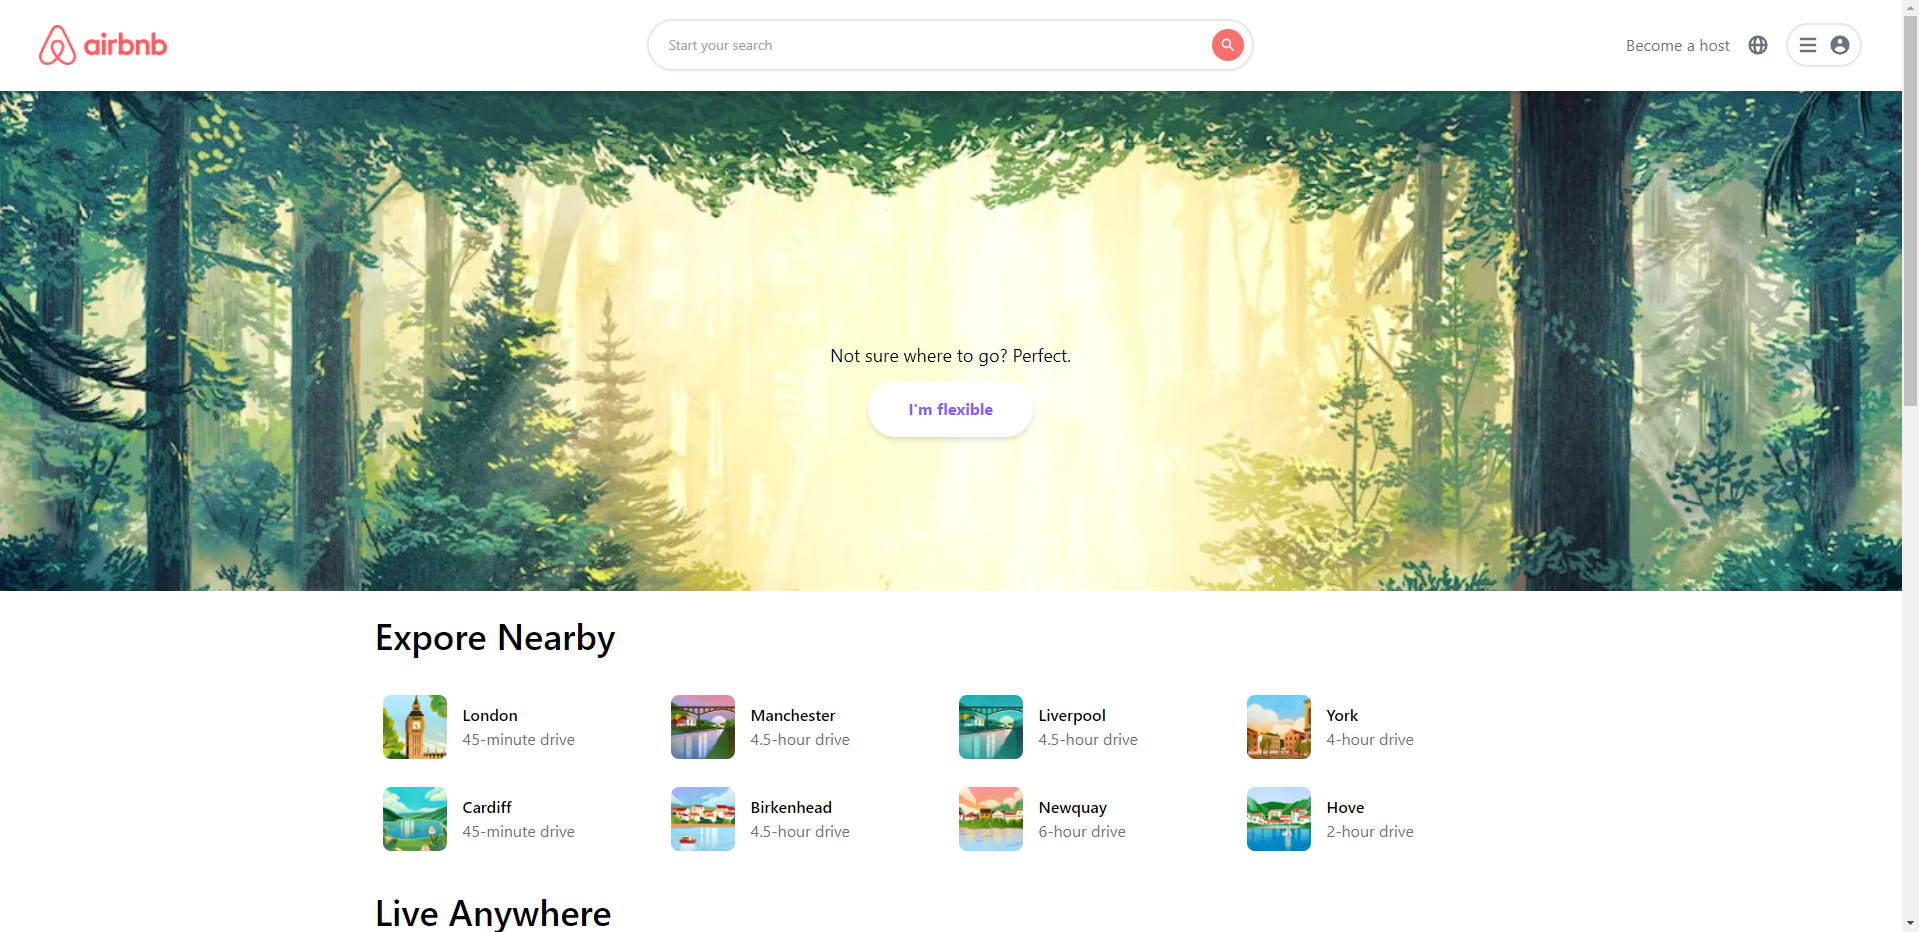 airbnb
Start your search
Become a host
Not sure where to go? Perfect.
I'm flexible
Expore Nearby
London
45-minute drive
Manchester
4.5-hour drive
Liverpool
4.5-hour drive
York
4-hour drive
Cardiff
45-minute drive
Birkenhead
4.5-hour drive
Newquay
6-hour drive
Hove
2-hour drive
Live Anywhere